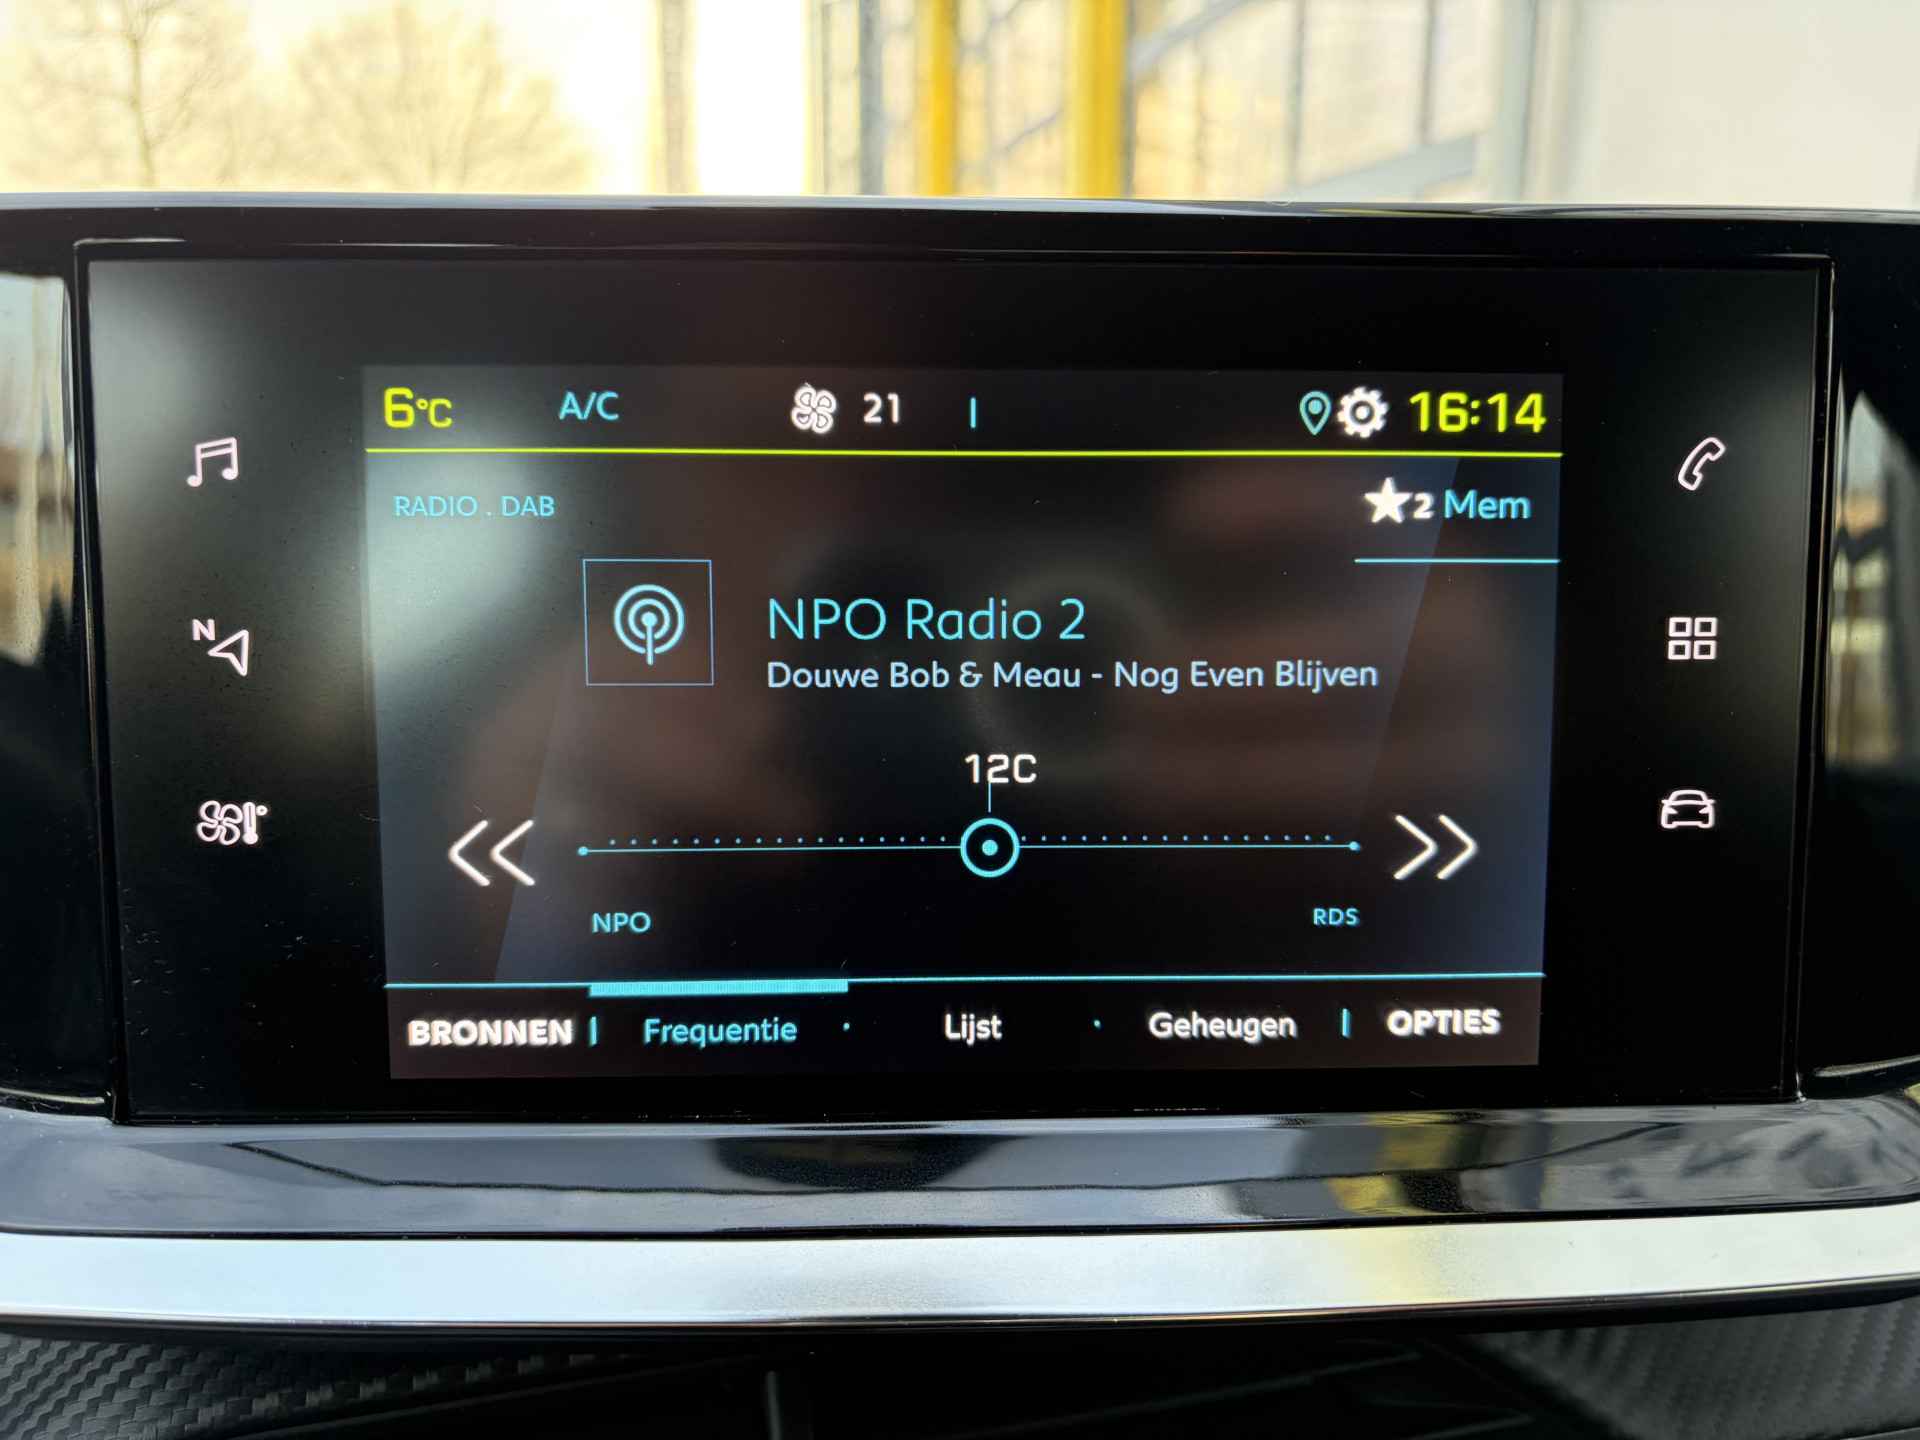 6°C A/C 21 16:14
RADIO . DAB
2 Mem
NPO Radio 2
Douwe Bob & Meau - Nog Even Blijven
N
12C
NPO RDS
BRONNEN Frequentie Lijst Geheugen OPTIES